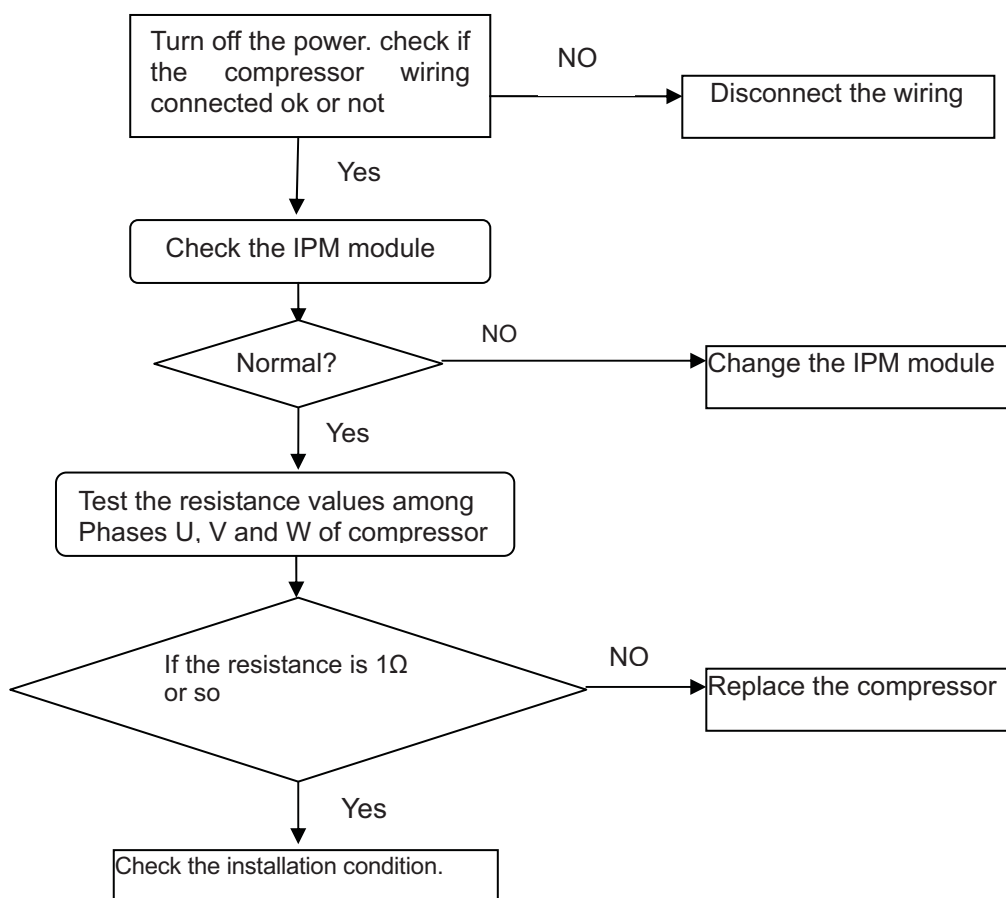 Turn off the power. check if
the compressor wiring
connected ok or not
NO
Disconnect the wiring
Yes
Check the IPM module
Normal?
NO
Change the IPM module
Yes
Test the resistance values among
Phases U, V and W of compressor
If the resistance is 1Ω
or so
NO
Replace the compressor
Yes
Check the installation condition.